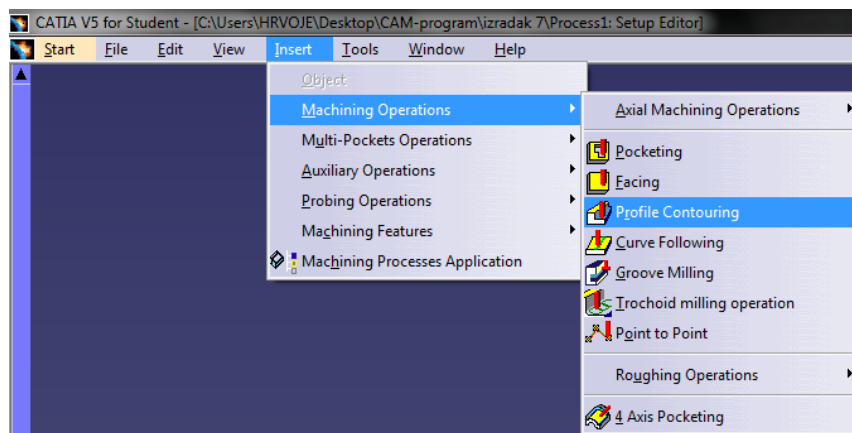 CATIA V5 for Student - [C:\Users\HRVOJE\Desktop\CAM-program\izradak 7\Process1: Setup Editor]
Start File Edit View Insert Tools Window Help
Object
Machining Operations
Multi-Pockets Operations
Auxiliary Operations
Probing Operations
Machining Features
Machining Processes Application
Axial Machining Operations
Pocketing
Facing
Profile Contouring
Curve Following
Groove Milling
Trochoid milling operation
Point to Point
Roughing Operations
4 Axis Pocketing